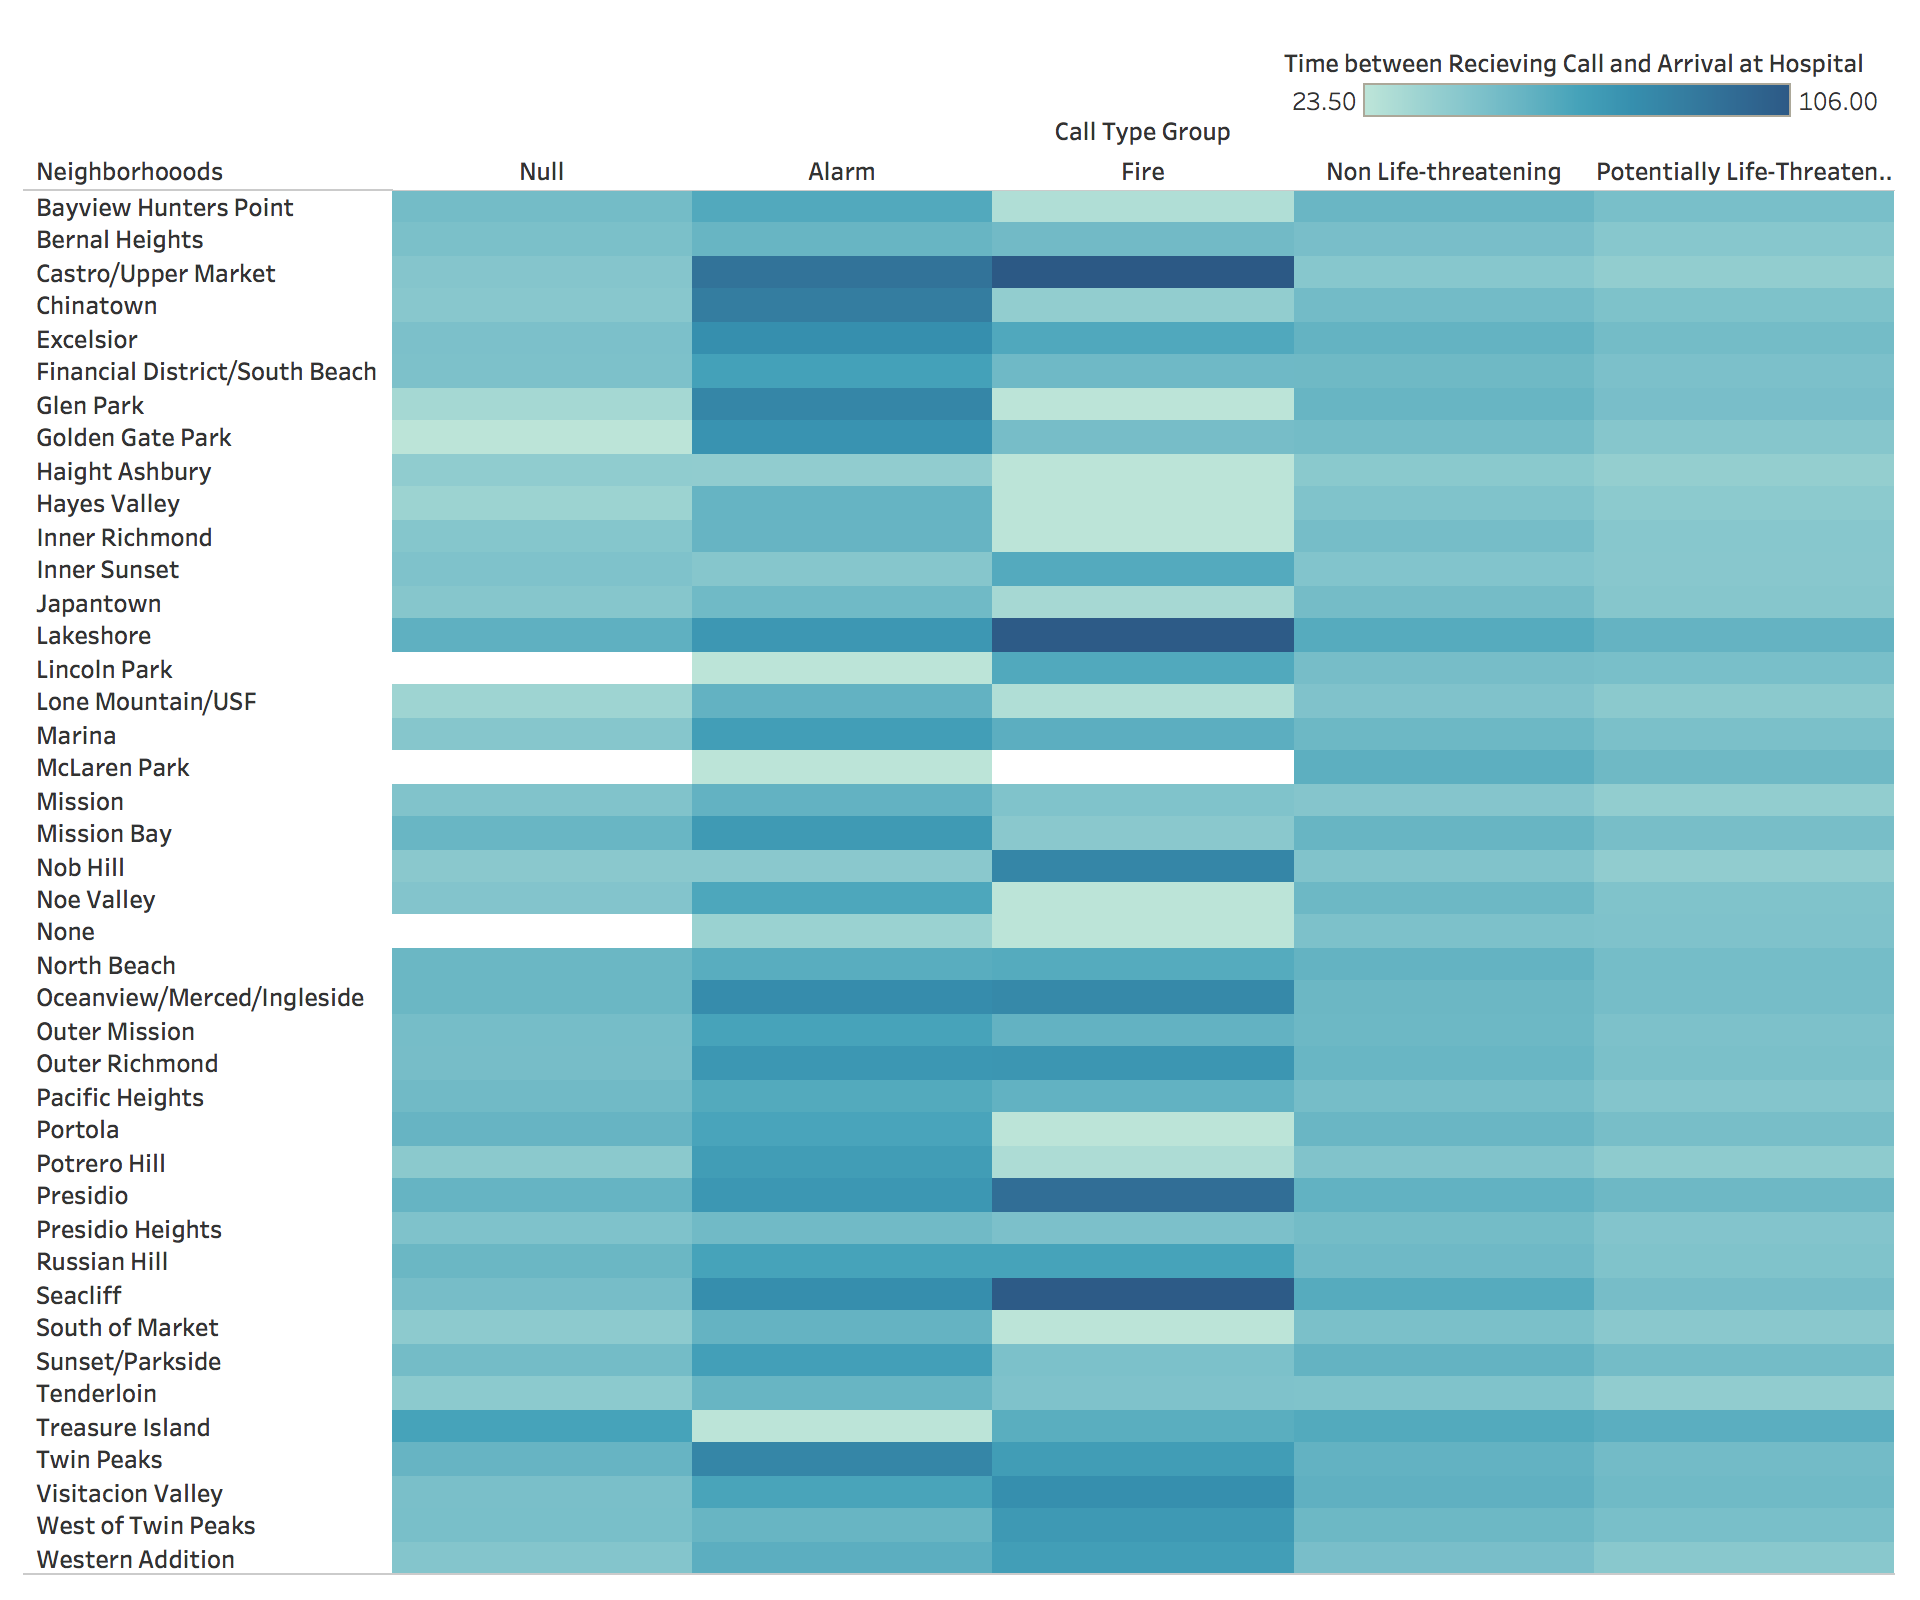 Time between Recieving Call and Arrival at Hospital
23.50 106.00
Call Type Group
Neighborhooods Null Alarm Fire Non Life-threatening Potentially Life-Threaten..
Bayview Hunters Point
Bernal Heights
Castro/Upper Market
Chinatown
Excelsior
Financial District/South Beach
Glen Park
Golden Gate Park
Haight Ashbury
Hayes Valley
Inner Richmond
Inner Sunset
Japantown
Lakeshore
Lincoln Park
Lone Mountain/USF
Marina
McLaren Park
Mission
Mission Bay
Nob Hill
Noe Valley
None
North Beach
Oceanview/Merced/Ingleside
Outer Mission
Outer Richmond
Pacific Heights
Portola
Potrero Hill
Presidio
Presidio Heights
Russian Hill
Seacliff
South of Market
Sunset/Parkside
Tenderloin
Treasure Island
Twin Peaks
Visitacion Valley
West of Twin Peaks
Western Addition